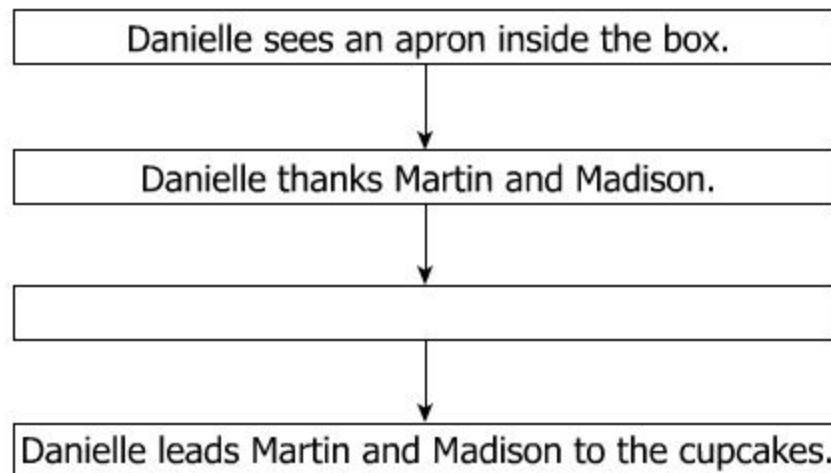 Danielle sees an apron inside the box.
Danielle thanks Martin and Madison.
Danielle leads Martin and Madison to the cupcakes.